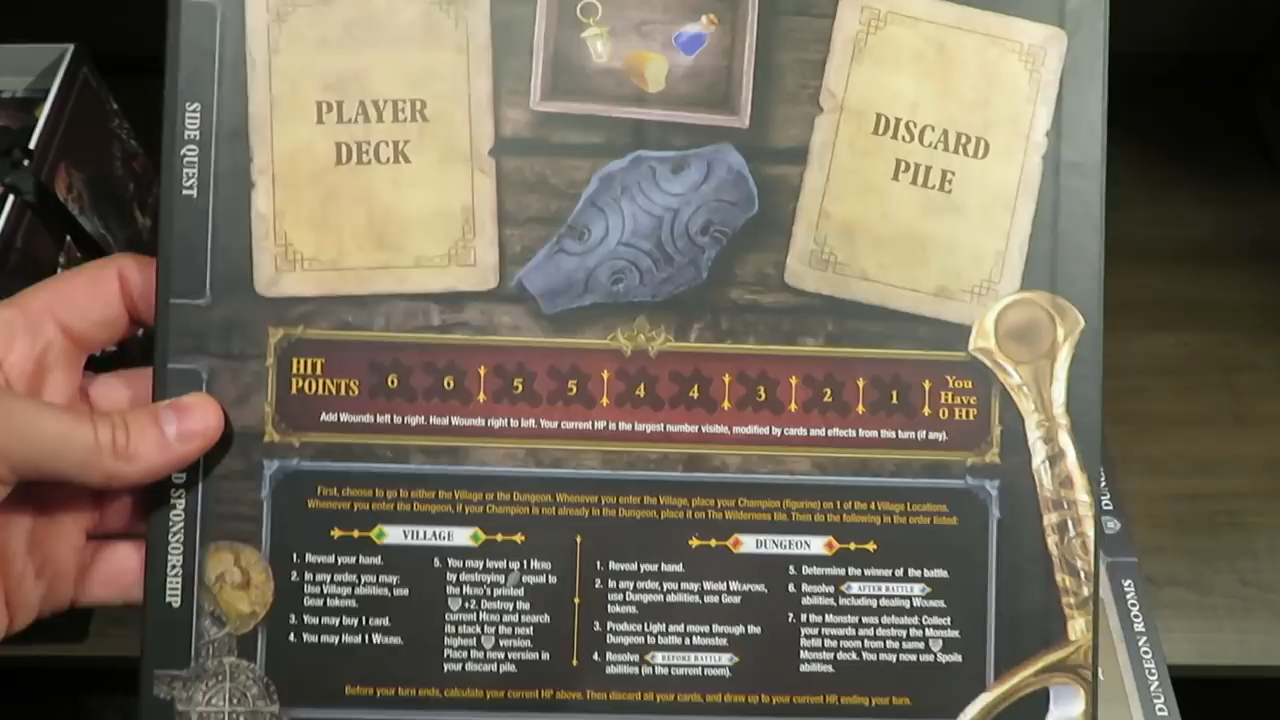 SIDE QUEST
PLAYER
DECK
DISCARD
PILE
HIT
POINTS
6 6 5 5 4 4 3 2 1
You
Have
0 HP
Add Wounds left to right. Heal Wounds right to left. Your current HP is the largest number visible, modified by cards and effects from this turn (if any).
SPONSORSHIP
First, choose to go to either the Village or the Dungeon. Whenever you enter the Village, place your Champion (figurine) on 1 of the 4 Village Locations.
Whenever you enter the Dungeon, if your Champion is not already in the Dungeon, place it on The Wilderness tile. Then do the following in the order listed:
VILLAGE
1. Reveal your hand.
2. In any order, you may:
Use Village abilities, use
Gear tokens.
3. You may buy 1 card.
4. You may Heal 1 WOUND.
5. You may level up 1 HERO
by destroying equal to
the HERO's printed
+2. Destroy the
current HERO and search
its stack for the next
highest version.
Place the new version in
your discard pile.
DUNGEON
1. Reveal your hand.
2. In any order, you may: Wield WEAPONS,
use Dungeon abilities, use Gear
tokens.
3. Produce Light and move through the
Dungeon to battle a Monster.
4. Resolve BEFORE BATTLE
abilities (in the current room).
5. Determine the winner of the battle.
6. Resolve AFTER BATTLE
abilities, including dealing WOUNDS.
7. If the Monster was defeated: Collect
your rewards and destroy the Monster.
Refill the room from the same
Monster deck. You may now use Spoils
abilities.
Before your turn ends, calculate your current HP above. Then discard all your cards, and draw up to your current HP, ending your turn.
DUNGEON ROOMS